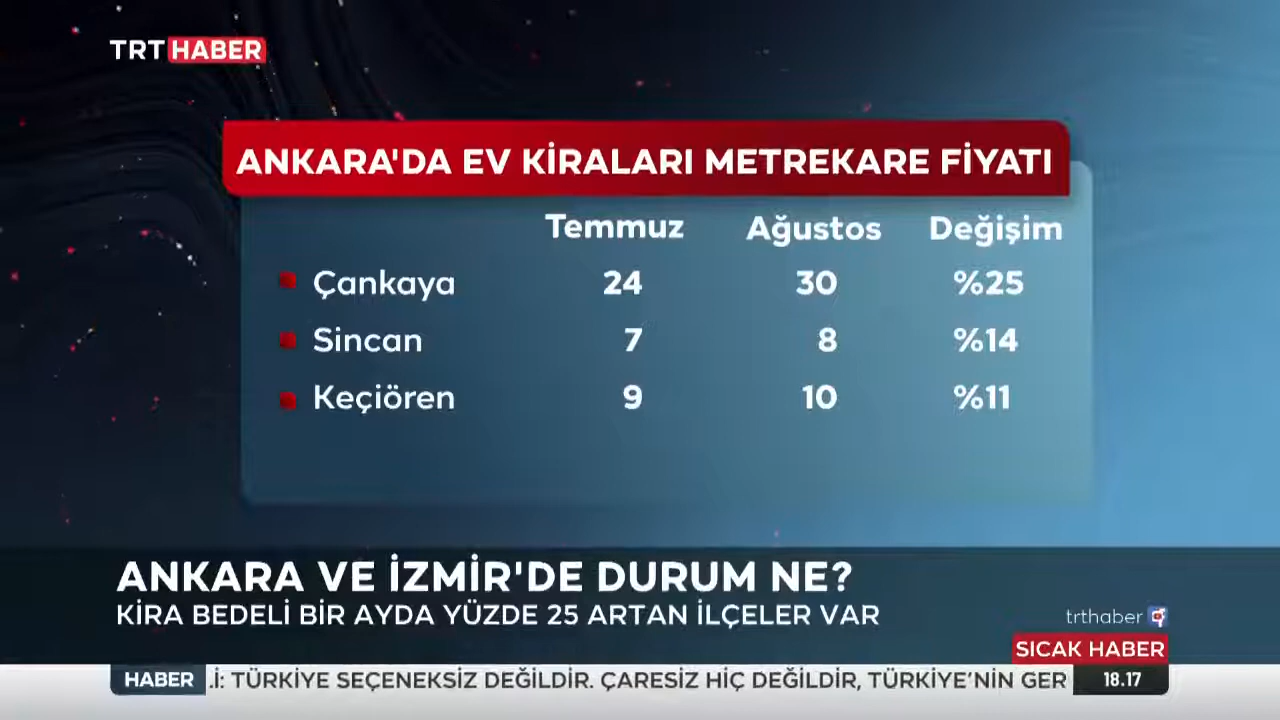 TRT HABER
ANKARA'DA EV KİRALARI METREKARE FİYATI
Temmuz Ağustos Değişim
Çankaya 24 30 %25
Sincan 7 8 %14
Keçiören 9 10 %11
ANKARA VE İZMİR'DE DURUM NE?
KİRA BEDELİ BİR AYDA YÜZDE 25 ARTAN İLÇELER VAR
trthaber
SICAK HABER
HABER .İ: TÜRKİYE SEÇENEKSİZ DEĞİLDİR. ÇARESİZ HİÇ DEĞİLDİR, TÜRKİYE'NİN GER 18.17